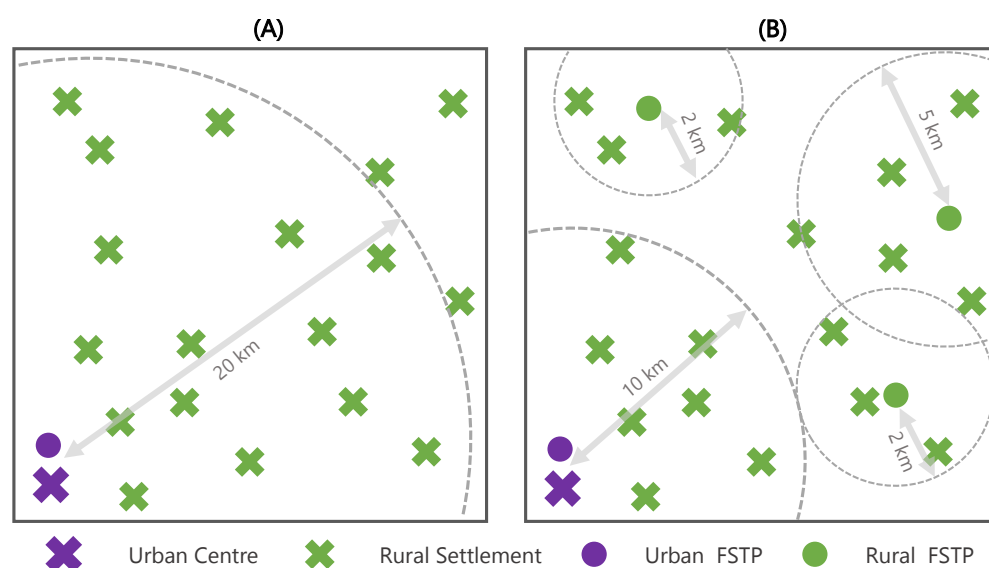 (A)
(B)
20 km
2 km
5 km
10 km
2 km
Urban Centre
Rural Settlement
Urban FSTP
Rural FSTP